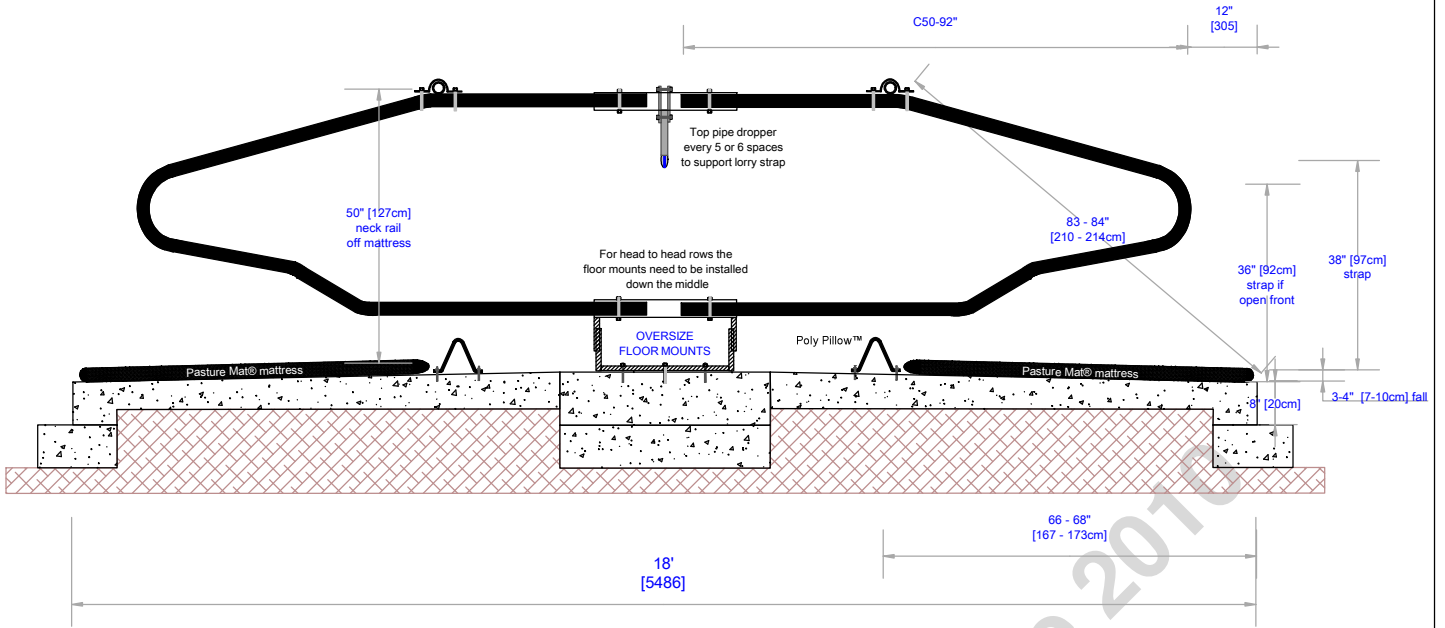 C50-92"
12"
[305]
Top pipe dropper
every 5 or 6 spaces
to support lorry strap
50" [127cm]
neck rail
off mattress
83 - 84"
[210 - 214cm]
For head to head rows the
floor mounts need to be installed
down the middle
36" [92cm]
strap if
open front
38" [97cm]
strap
OVERSIZE
FLOOR MOUNTS
Poly Pillow™
Pasture Mat® mattress
Pasture Mat® mattress
8" [20cm]
3-4" [7-10cm] fall
66 - 68"
[167 - 173cm]
18'
[5486]
2010